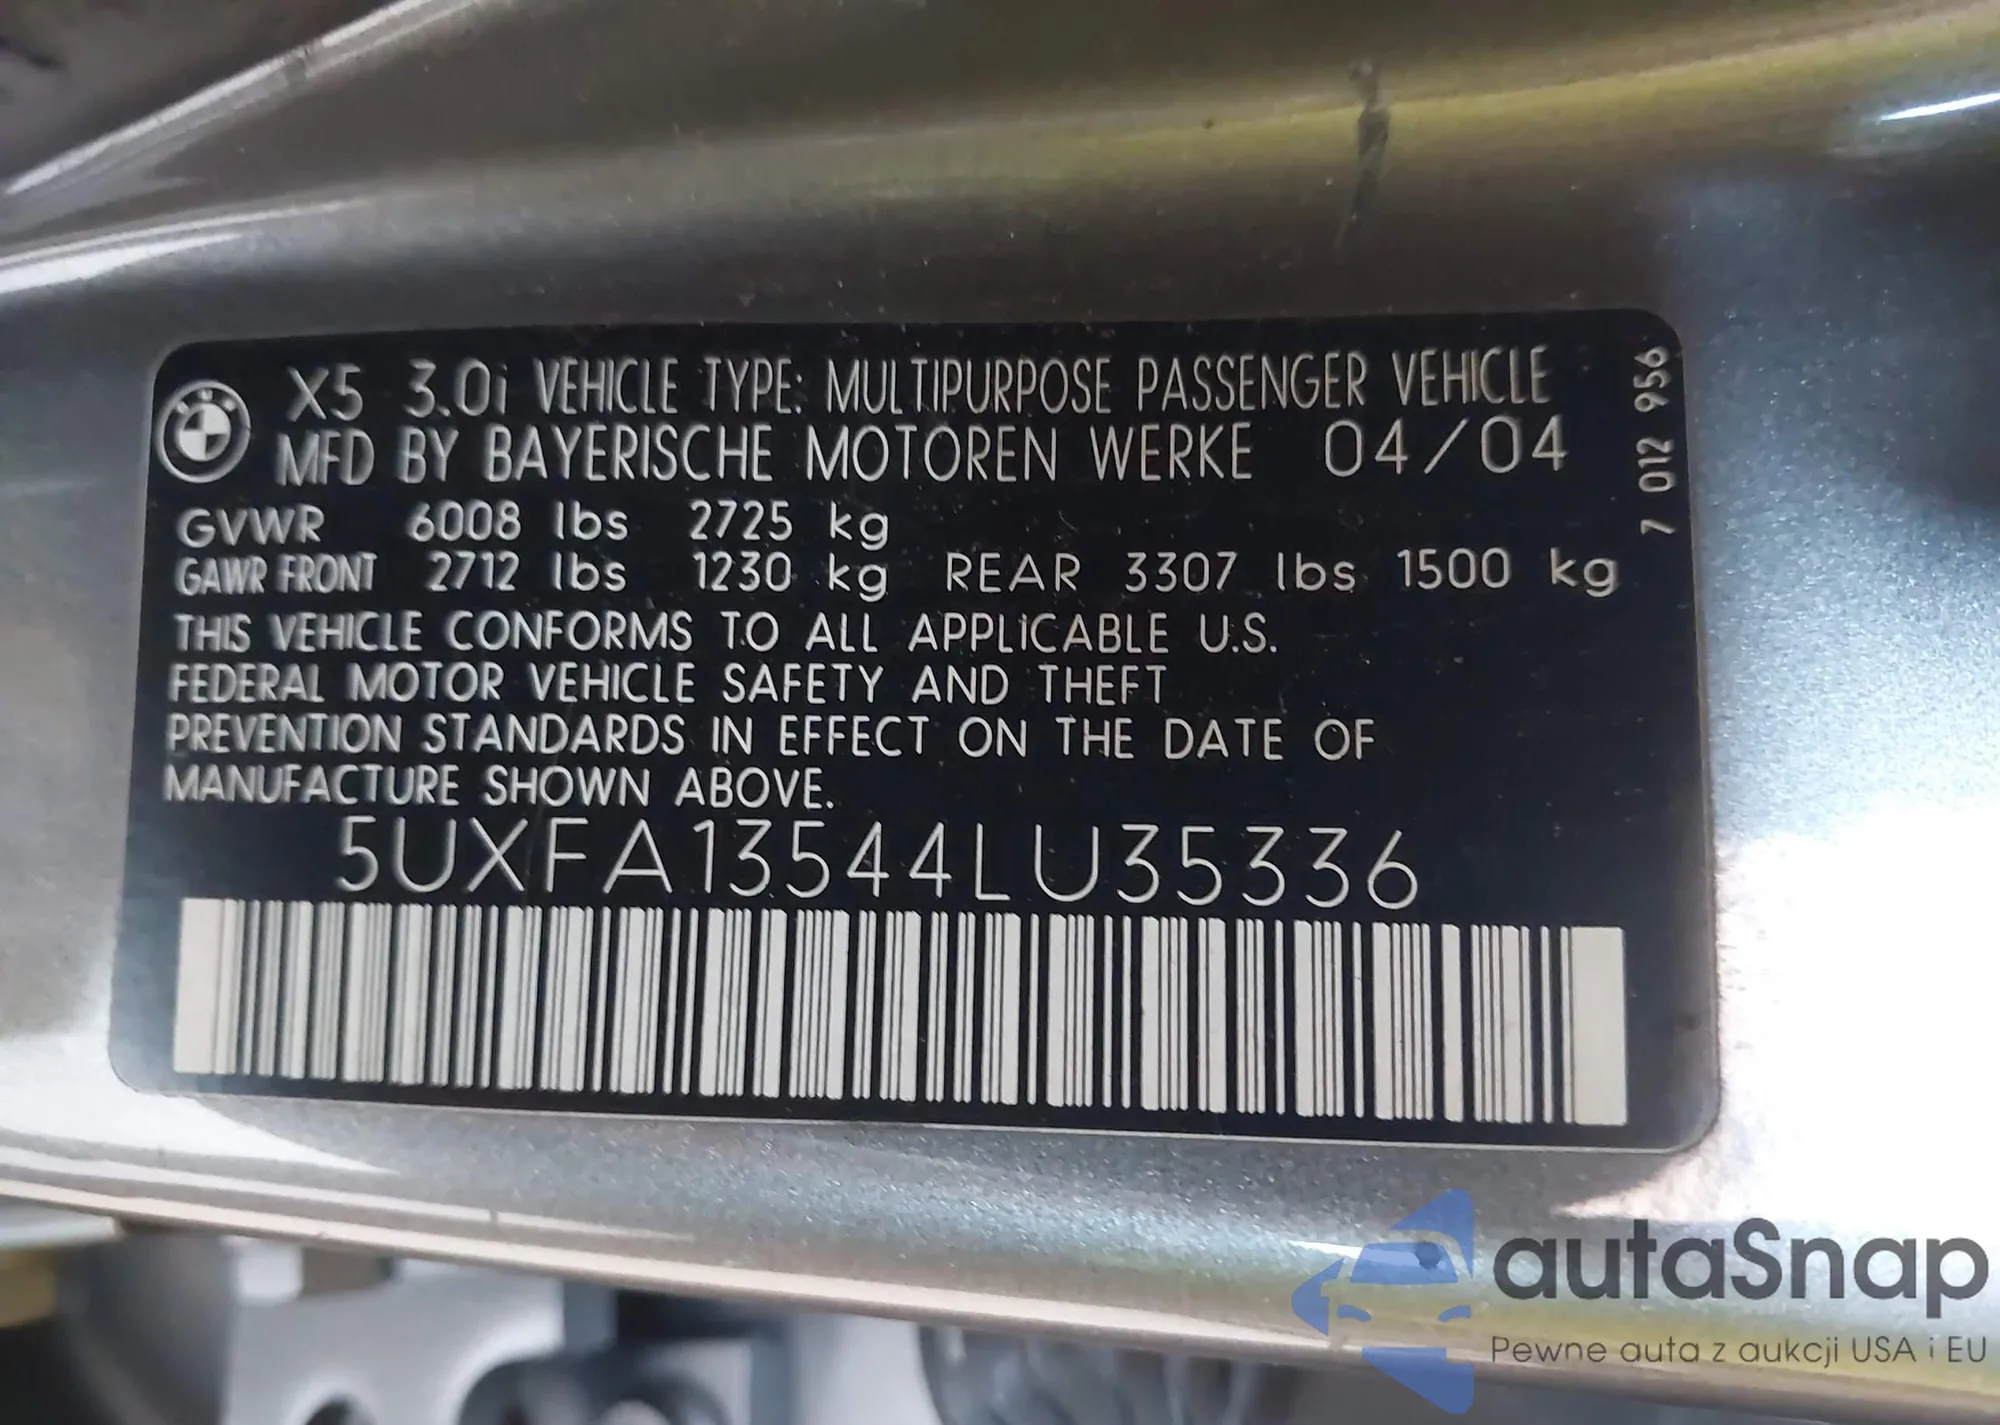 X5 3.0i VEHICLE TYPE: MULTIPURPOSE PASSENGER VEHICLE
MFD BY BAYERISCHE MOTOREN WERKE 04/04
GVWR 6008 lbs 2725 kg
GAWR FRONT 2712 lbs 1230 kg REAR 3307 lbs 1500 kg
THIS VEHICLE CONFORMS TO ALL APPLICABLE U.S.
FEDERAL MOTOR VEHICLE SAFETY AND THEFT
PREVENTION STANDARDS IN EFFECT ON THE DATE OF
MANUFACTURE SHOWN ABOVE.
5UXFA13544LU35336
7 012 956
BMW
autaSnap
Pewne auta z aukcji USA i EU